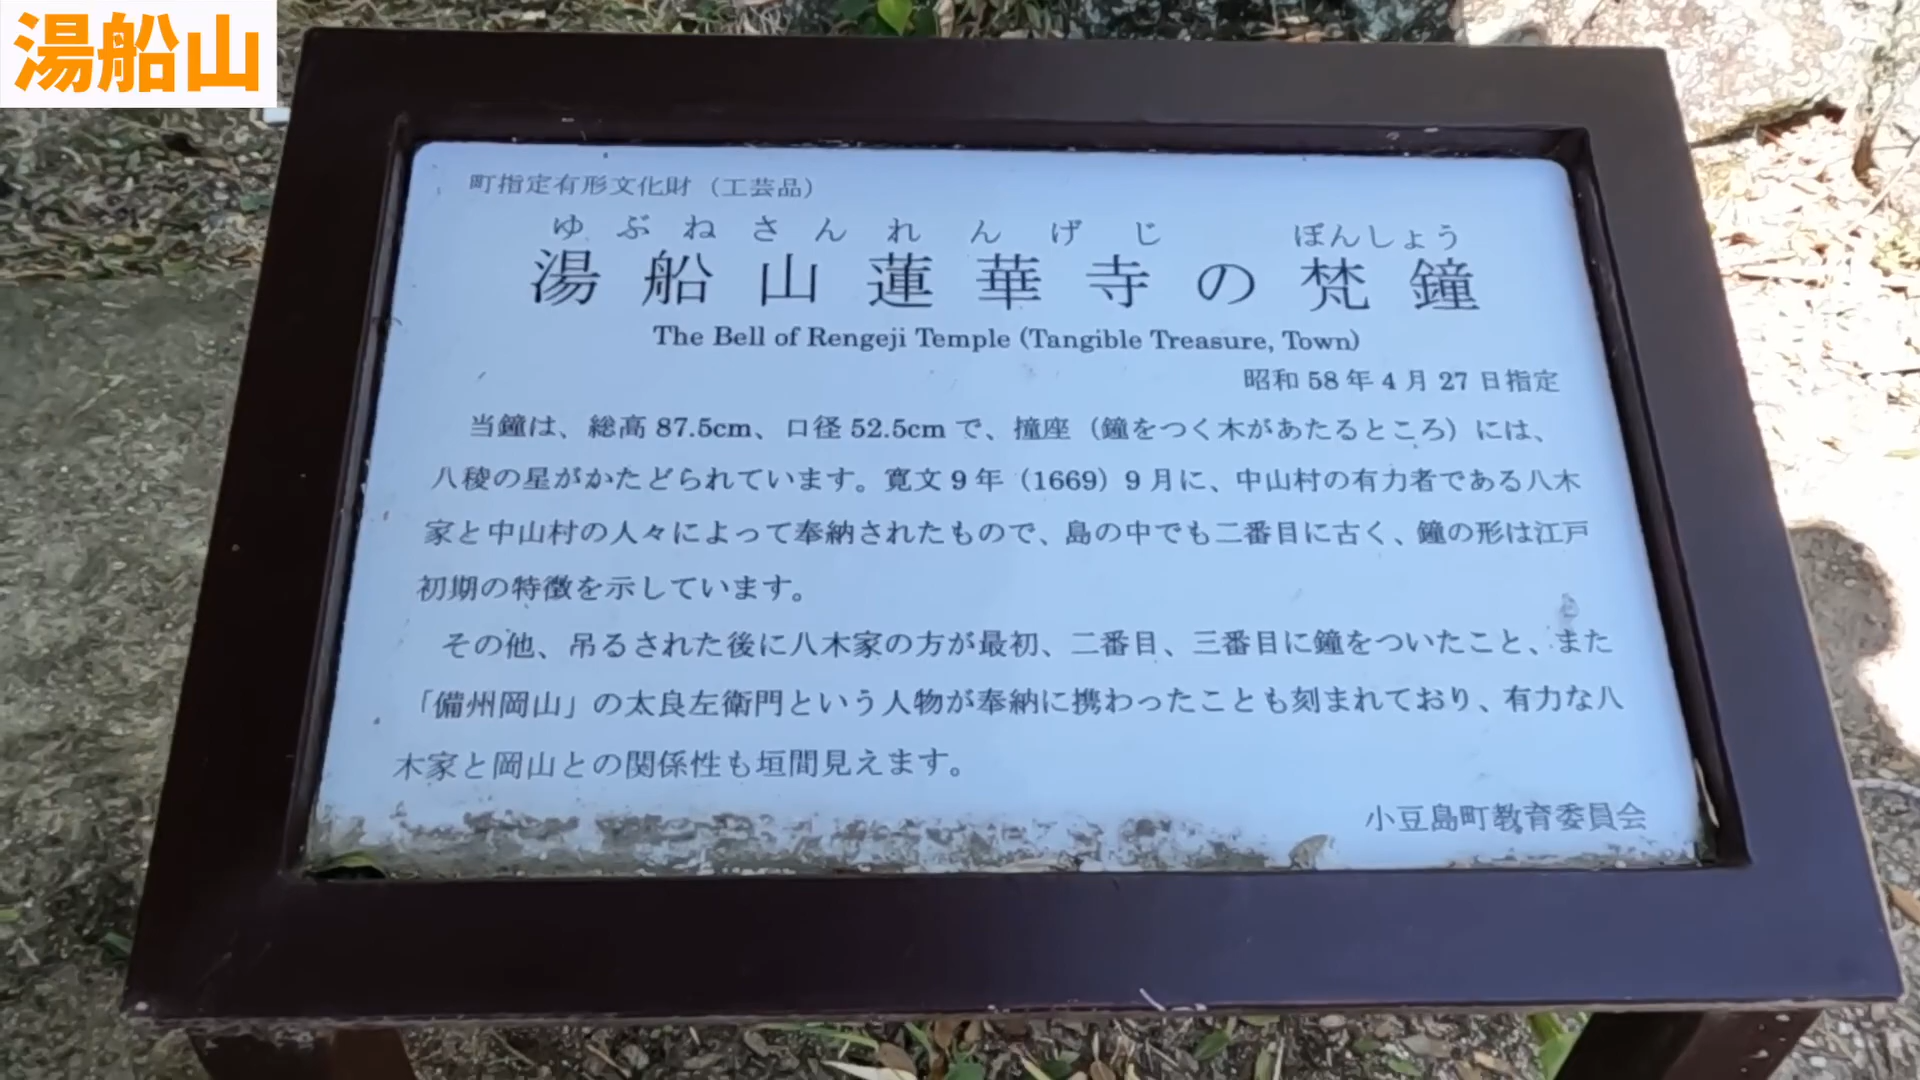 湯船山
町指定有形文化財（工芸品）
ゆぶねさんれんげじ ぼんしょう
湯船山蓮華寺の梵鐘
The Bell of Rengeji Temple (Tangible Treasure, Town)
昭和58年4月27日指定
当鐘は、総高87.5cm、口径52.5cmで、撞座（鐘をつく木があたるところ）には、
八稜の星がかたどられています。寛文9年（1669）9月に、中山村の有力者である八木
家と中山村の人々によって奉納されたもので、島の中でも二番目に古く、鐘の形は江戸
初期の特徴を示しています。
その他、吊るされた後に八木家の方が最初、二番目、三番目に鐘をついたこと、また
「備州岡山」の太良左衛門という人物が奉納に携わったことも刻まれており、有力な八
木家と岡山との関係性も垣間見えます。
小豆島町教育委員会